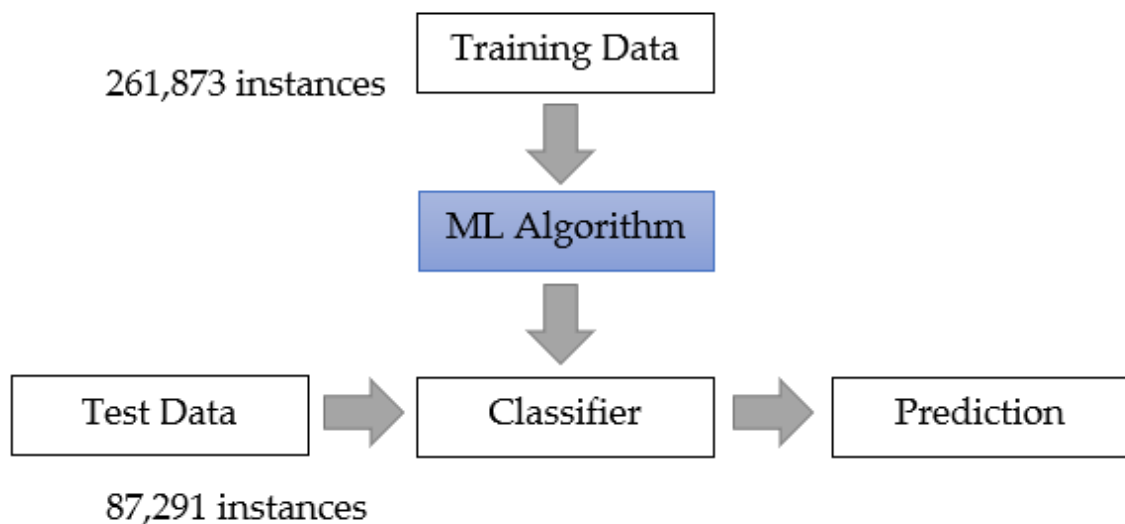 Training Data
261,873 instances
ML Algorithm
Test Data
Classifier
Prediction
87,291 instances